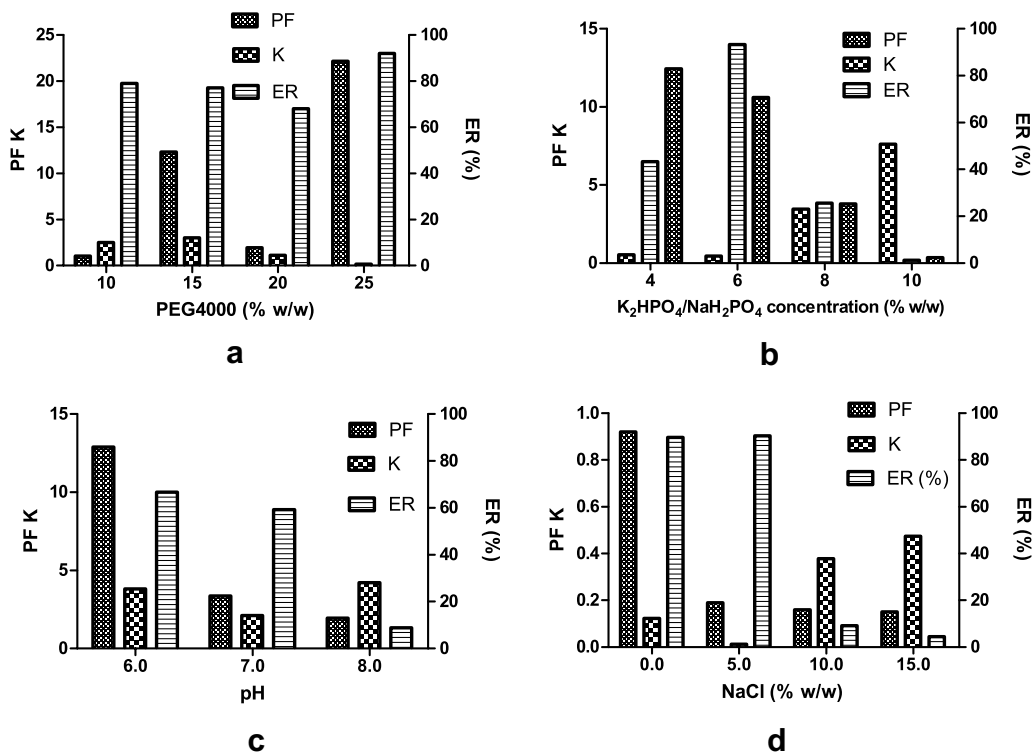 PF
K
ER
25
20
15
10
5
0
100
80
60
40
20
0
PF K
ER (%)
10 15 20 25
PEG4000 (% w/w)
a
PF
K
ER
15
10
5
0
100
80
60
40
20
0
PF K
ER (%)
4 6 8 10
K₂HPO₄/NaH₂PO₄ concentration (% w/w)
b
PF
K
ER
15
10
5
0
100
80
60
40
20
0
PF K
ER (%)
6.0 7.0 8.0
pH
c
PF
K
ER (%)
1.0
0.8
0.6
0.4
0.2
0.0
100
80
60
40
20
0
PF K
ER (%)
0.0 5.0 10.0 15.0
NaCl (% w/w)
d